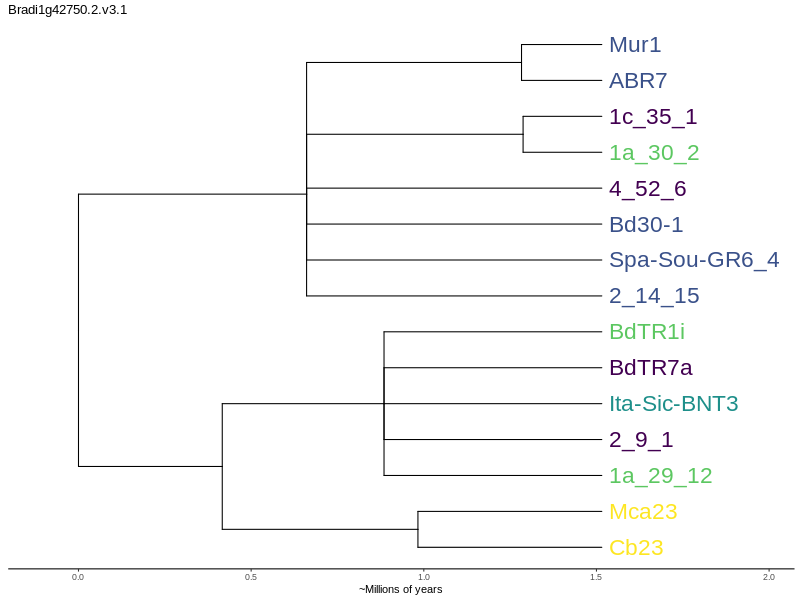 Bradi1g42750.2.v3.1
Mur1
ABR7
1c_35_1
1a_30_2
4_52_6
Bd30-1
Spa-Sou-GR6_4
2_14_15
BdTR1i
BdTR7a
Ita-Sic-BNT3
2_9_1
1a_29_12
Mca23
Cb23
0.0 0.5 1.0 1.5 2.0
~Millions of years